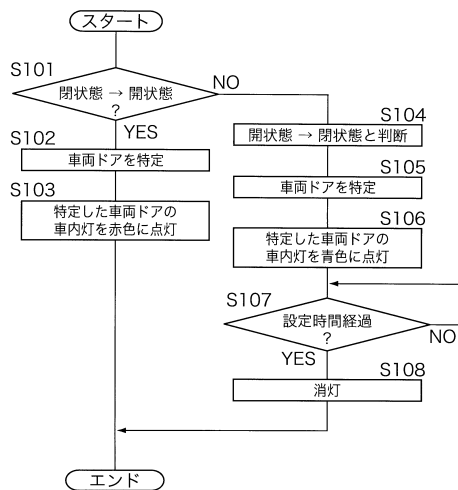 スタート
S101
閉状態 → 開状態
?
NO
YES
S102
車両ドアを特定
S103
特定した車両ドアの
車内灯を赤色に点灯
S104
開状態 → 閉状態と判断
S105
車両ドアを特定
S106
特定した車両ドアの
車内灯を青色に点灯
S107
設定時間経過
?
NO
YES
S108
消灯
エンド